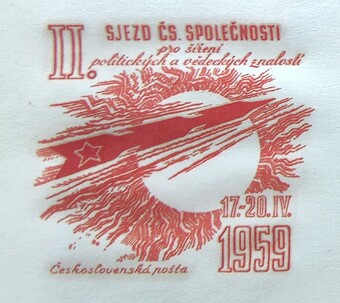 II. SJEZD ČS. SPOLEČNOSTI
pro šíření
politických a vědeckých znalostí
17.-20. IV.
1959
Československá pošta